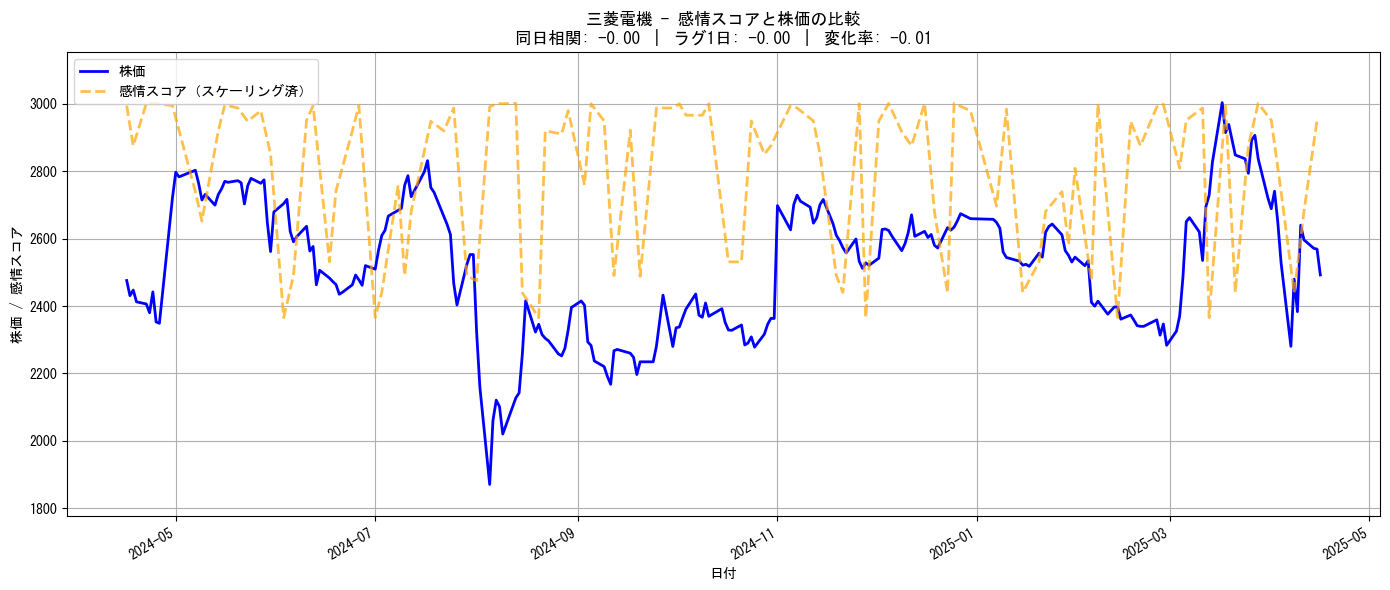 三菱電機 - 感情スコアと株価の比較
同日相関: -0.00 | ラグ1日: -0.00 | 変化率: -0.01
株価
感情スコア（スケーリング済）
株価 / 感情スコア
3000
2800
2600
2400
2200
2000
1800
2024-05
2024-07
2024-09
2024-11
2025-01
2025-03
2025-05
日付